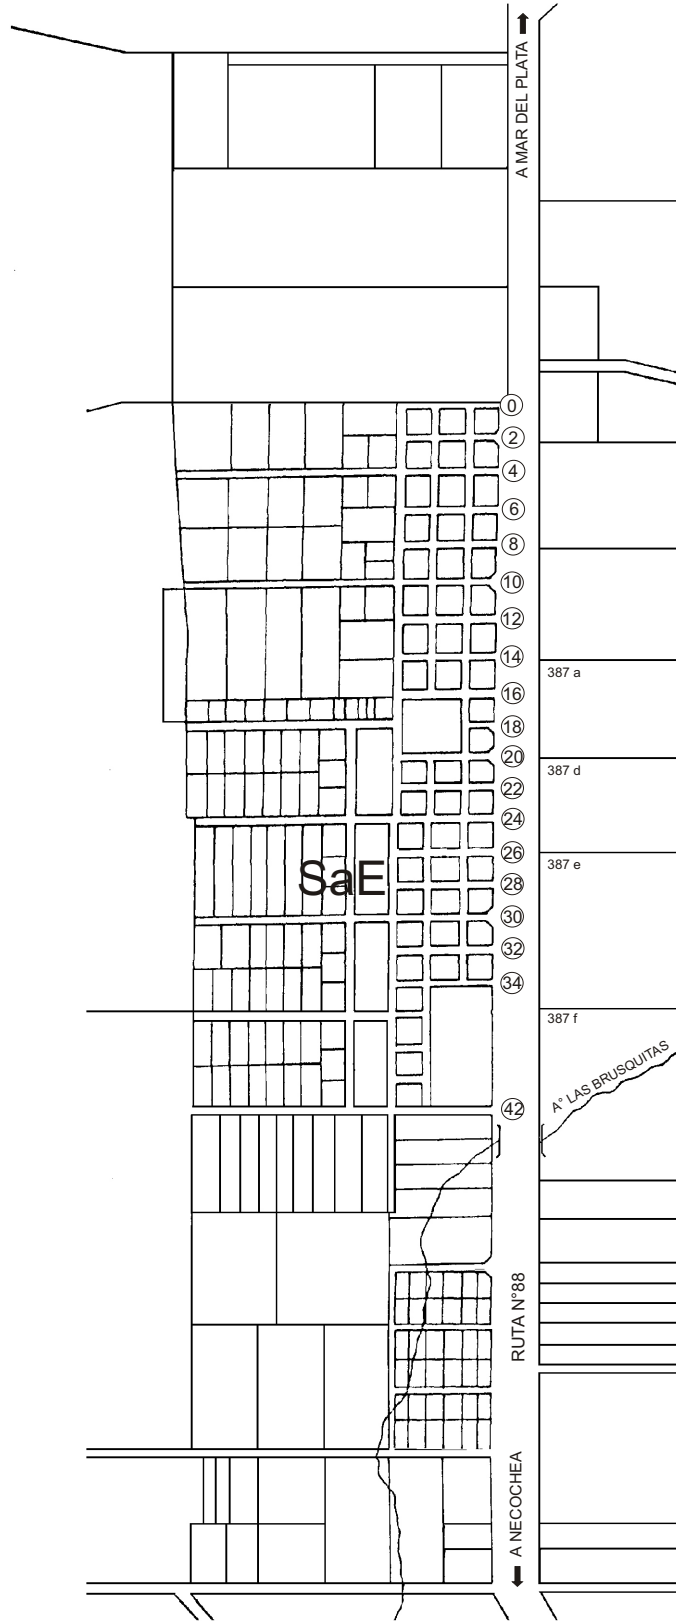 A MAR DEL PLATA
0
2
4
6
8
10
12
14
387 a
16
18
20
387 d
22
24
26
387 e
SaE
28
30
32
34
387 f
A° LAS BRUSQUITAS
42
RUTA N°88
A NECOCHEA